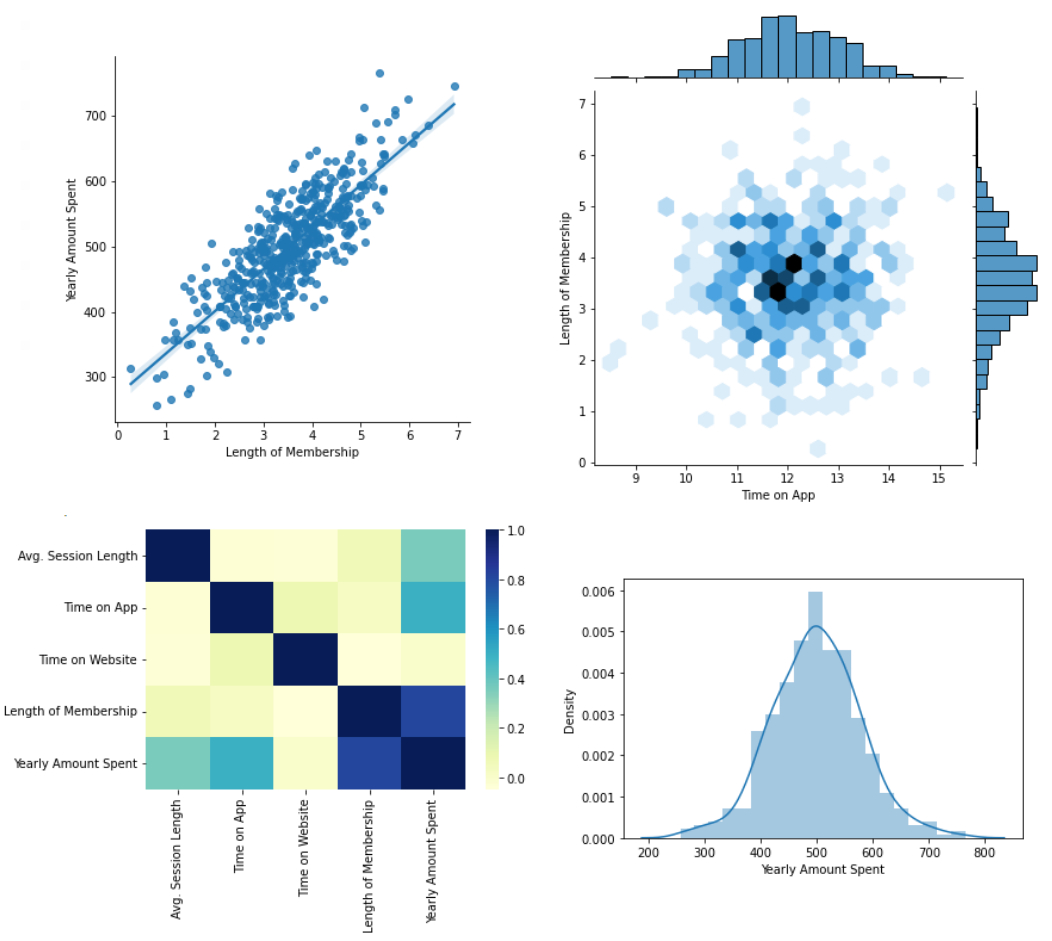 700
600
500
400
300
Yearly Amount Spent
0 1 2 3 4 5 6 7
Length of Membership
7
6
5
4
3
2
1
0
Length of Membership
9 10 11 12 13 14 15
Time on App
Avg. Session Length
Time on App
Time on Website
Length of Membership
Yearly Amount Spent
Avg. Session Length
Time on App
Time on Website
Length of Membership
Yearly Amount Spent
1.0
0.8
0.6
0.4
0.2
0.0
0.006
0.005
0.004
0.003
0.002
0.001
0.000
Density
200 300 400 500 600 700 800
Yearly Amount Spent